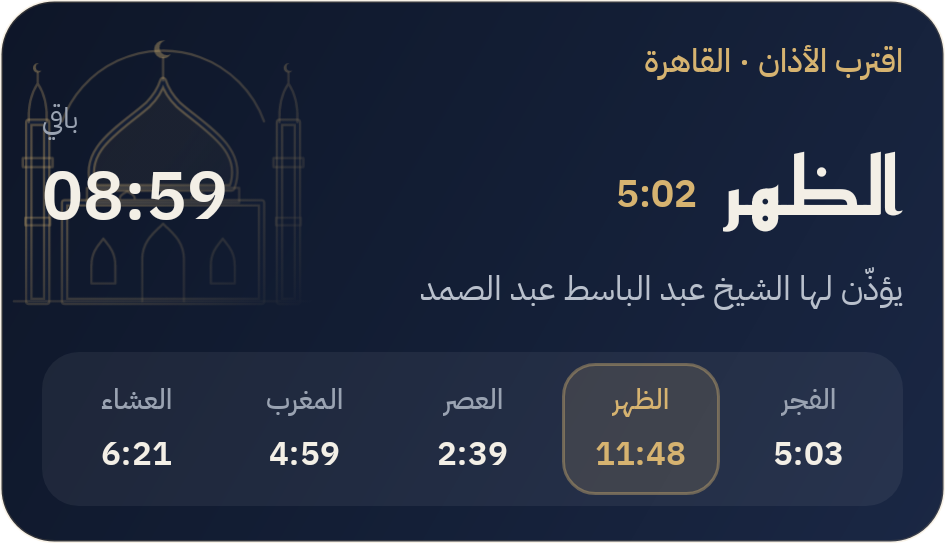 اقترب الأذان · القاهرة
باقي
الظهر 5:02
08:59
يؤذّن لها الشيخ عبد الباسط عبد الصمد
الفجر الظهر العصر المغرب العشاء
5:03 11:48 2:39 4:59 6:21